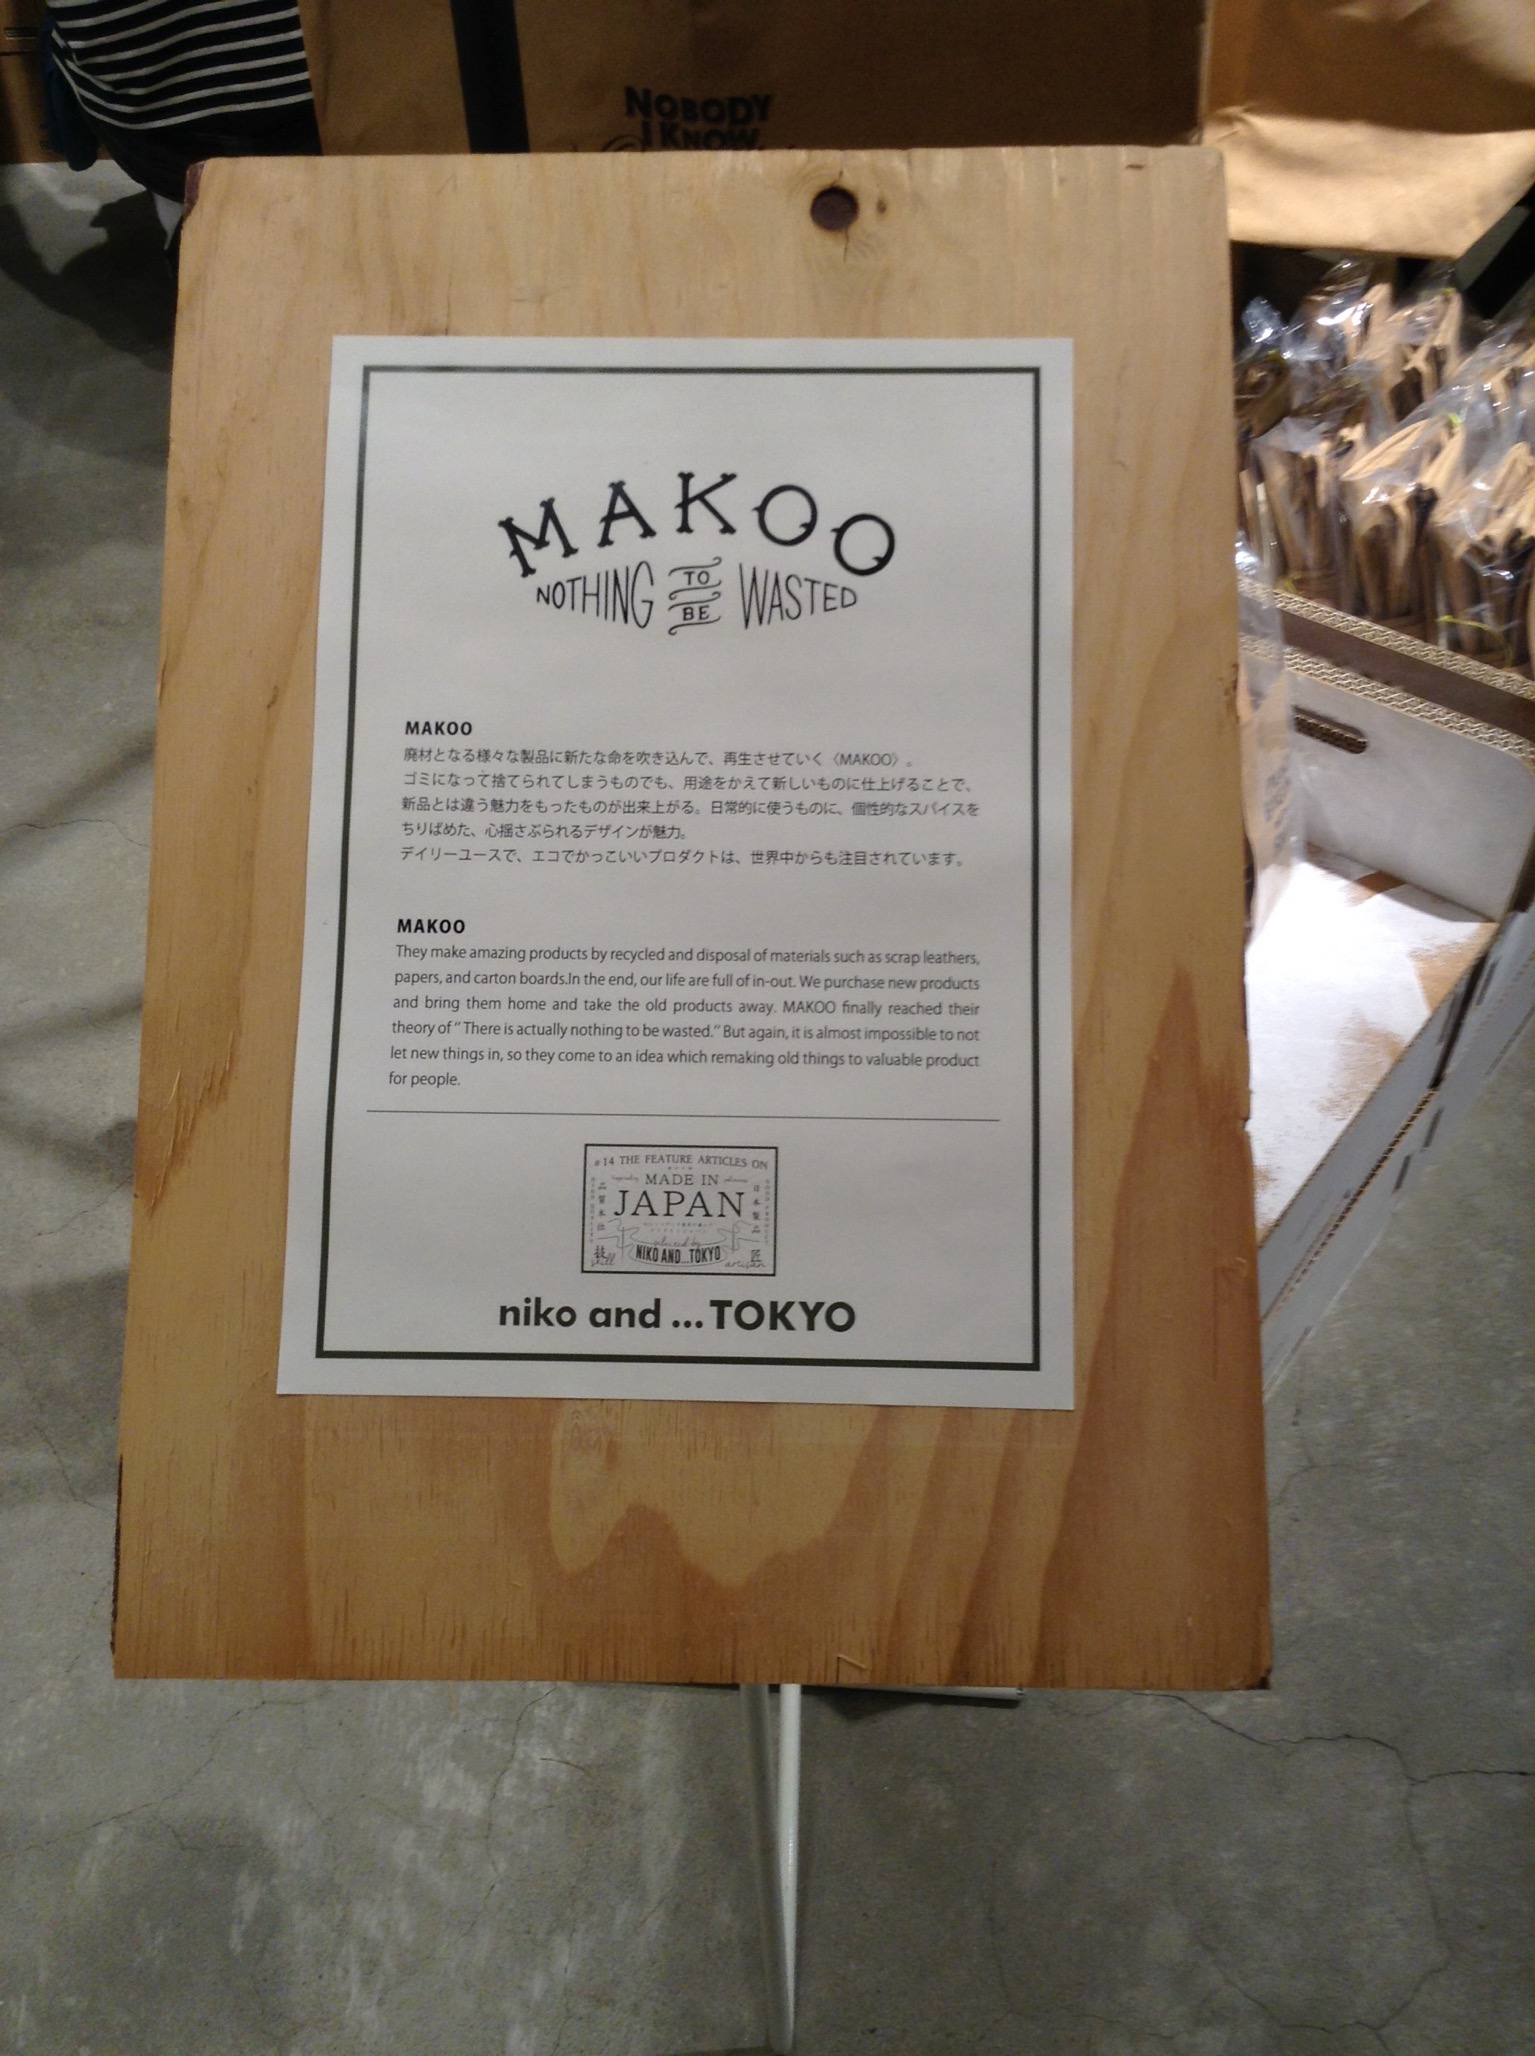 NOBODY
I KNOW
MAKOO
NOTHING TO BE WASTED
MAKOO
廃材となる様々な製品に新たな命を吹き込んで、再生させていく〈MAKOO〉。
ゴミになって捨てられてしまうものでも、用途をかえて新しいものに仕上げることで、
新品とは違う魅力をもったものが出来上がる。日常的に使うものに、個性的なスパイスを
ちりばめた、心揺さぶられるデザインが魅力。
デイリーユースで、エコでかっこいいプロダクトは、世界中からも注目されています。
MAKOO
They make amazing products by recycled and disposal of materials such as scrap leathers,
papers, and carton boards.In the end, our life are full of in-out. We purchase new products
and bring them home and take the old products away. MAKOO finally reached their
theory of " There is actually nothing to be wasted." But again, it is almost impossible to not
let new things in, so they come to an idea which remaking old things to valuable product
for people.
#14 THE FEATURE ARTICLES ON
MADE IN
JAPAN
日本製品
selected by
NIKO AND...TOKYO
技 skill
匠 artisan
niko and ...TOKYO